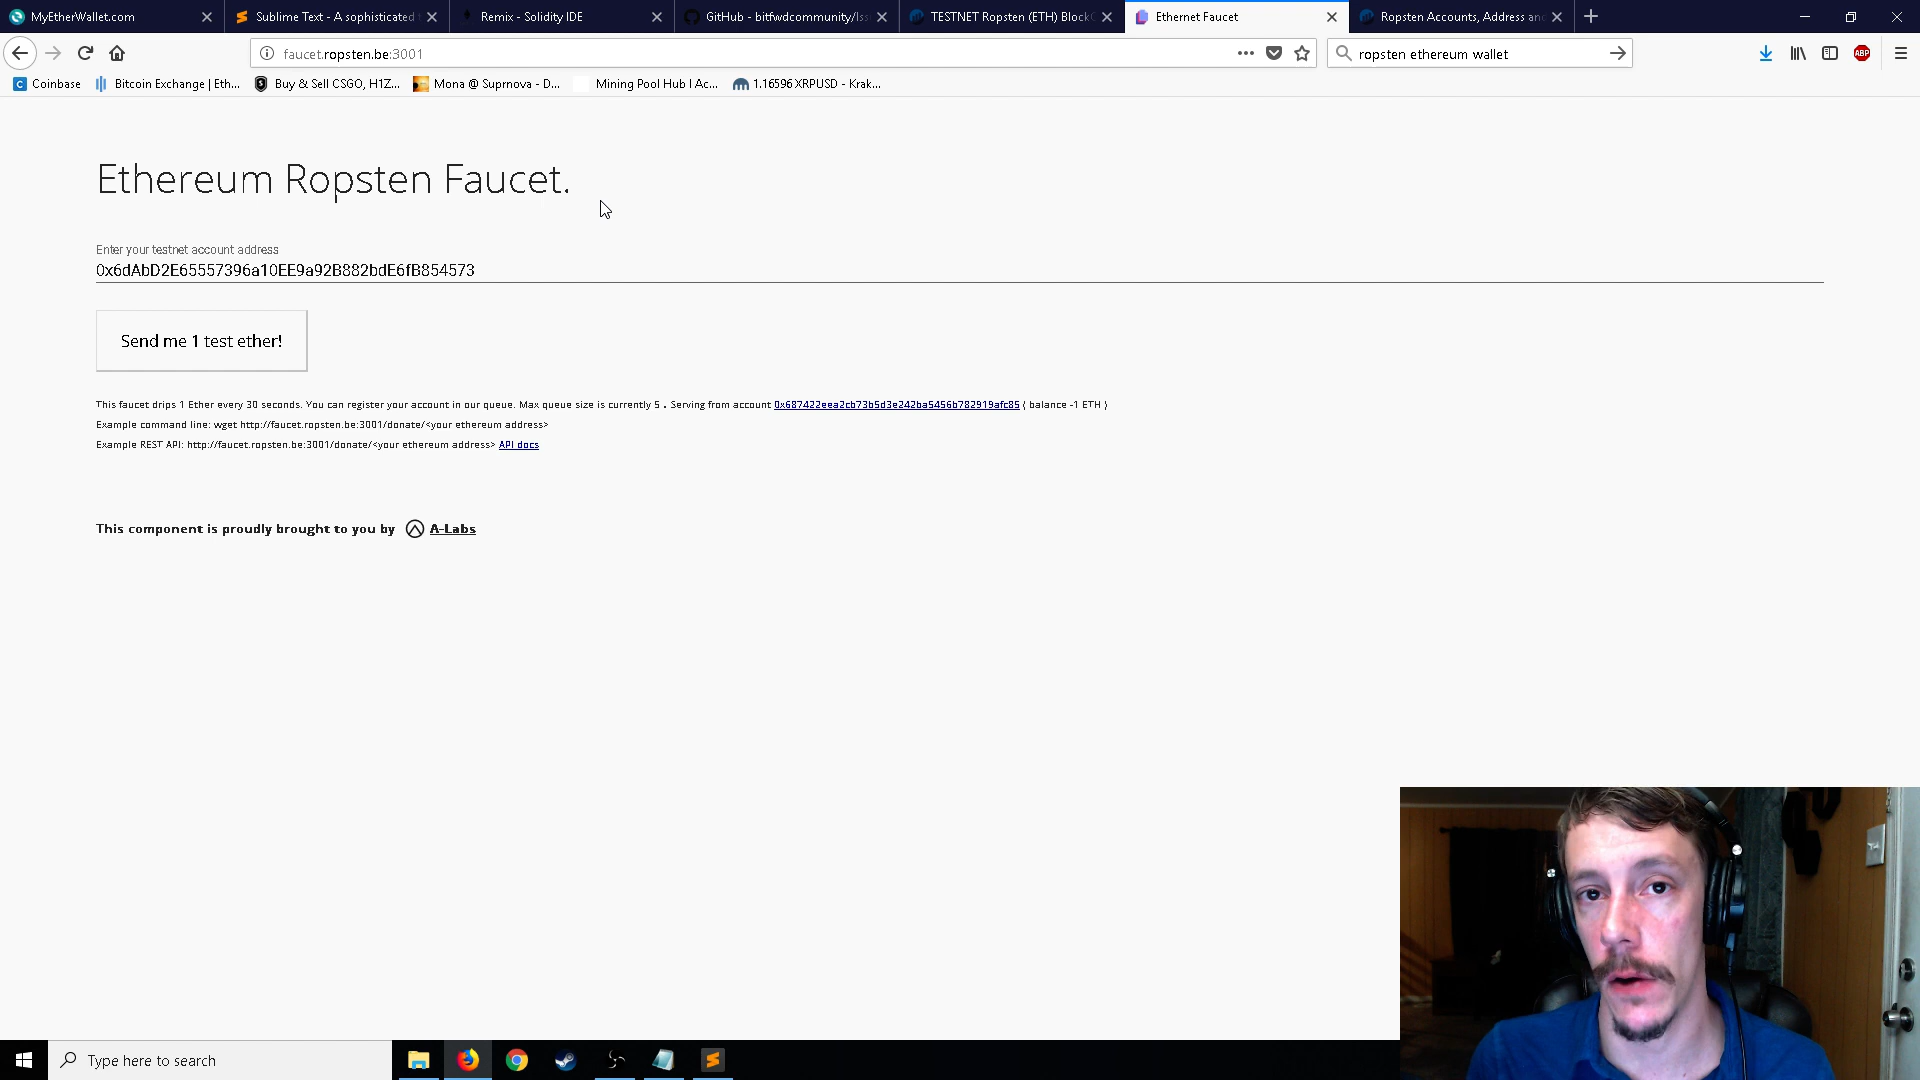 MyEtherWallet.com
Sublime Text - A sophisticated
Remix - Solidity IDE
GitHub - bitfwdcommunity/Iss
TESTNET Ropsten (ETH) BlockC
Ethernet Faucet
Ropsten Accounts, Address an
faucet.ropsten.be:3001
ropsten ethereum wallet
ABP
Coinbase
Bitcoin Exchange | Eth...
Buy & Sell CSGO, H1Z...
Mona @ Suprnova - D...
Mining Pool Hub | Ac...
1.16596 XRPUSD - Krak...
Ethereum Ropsten Faucet.
Enter your testnet account address
0x6dAbD2E65557396a10EE9a92B882bdE6fB854573
Send me 1 test ether!
This faucet drips 1 Ether every 30 seconds. You can register your account in our queue. Max queue size is currently 5 . Serving from account 0x687422eea2cb73b5d3e242ba5456b782919afc85 ( balance -1 ETH )
Example command line: wget http://faucet.ropsten.be:3001/donate/<your ethereum address>
Example REST API: http://faucet.ropsten.be:3001/donate/<your ethereum address> API docs
This component is proudly brought to you by A-Labs
Type here to search